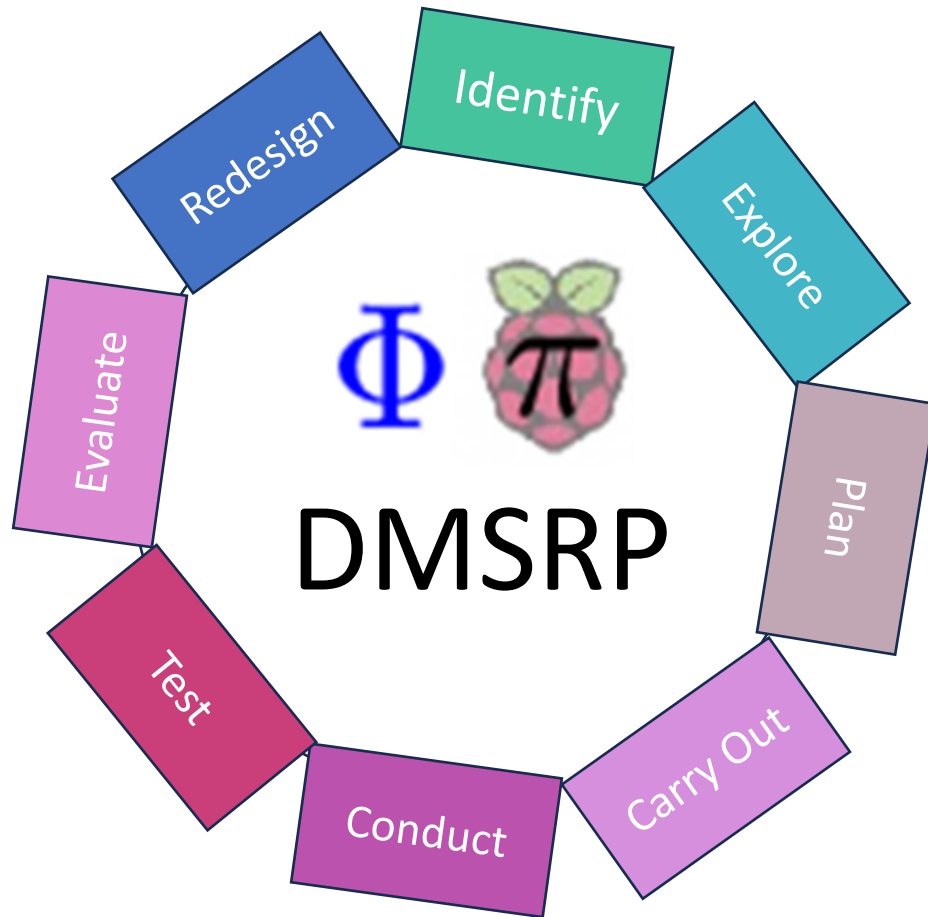 Identify
Explore
Plan
Carry Out
Conduct
Test
Evaluate
Redesign
Φ π
DMSRP